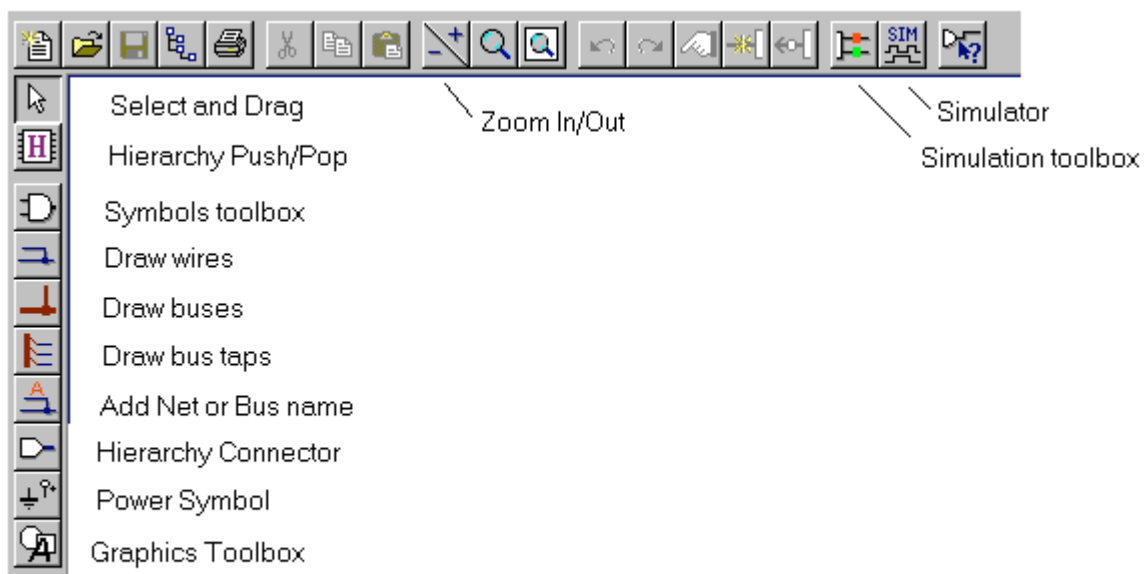 SIM
Select and Drag
Zoom In/Out
Simulator
H
Hierarchy Push/Pop
Simulation toolbox
Symbols toolbox
Draw wires
Draw buses
Draw bus taps
A
Add Net or Bus name
Hierarchy Connector
Power Symbol
A
Graphics Toolbox